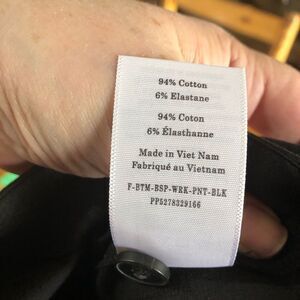 94% Cotton
6% Elastane
94% Coton
6% Élasthanne
Made in Viet Nam
Fabriqué au Vietnam
F-BTM-BSP-WRK-PNT-BLK
PP5278329166